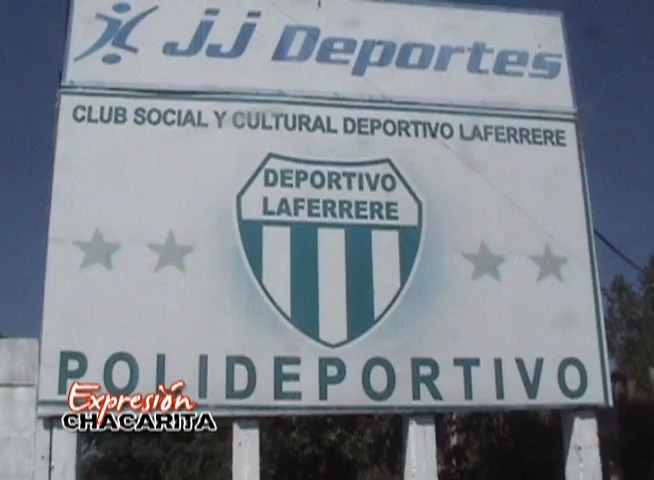 JJ Deportes
CLUB SOCIAL Y CULTURAL DEPORTIVO LAFERRERE
DEPORTIVO
LAFERRERE
POLIDEPORTIVO
Expresión
CHACARITA